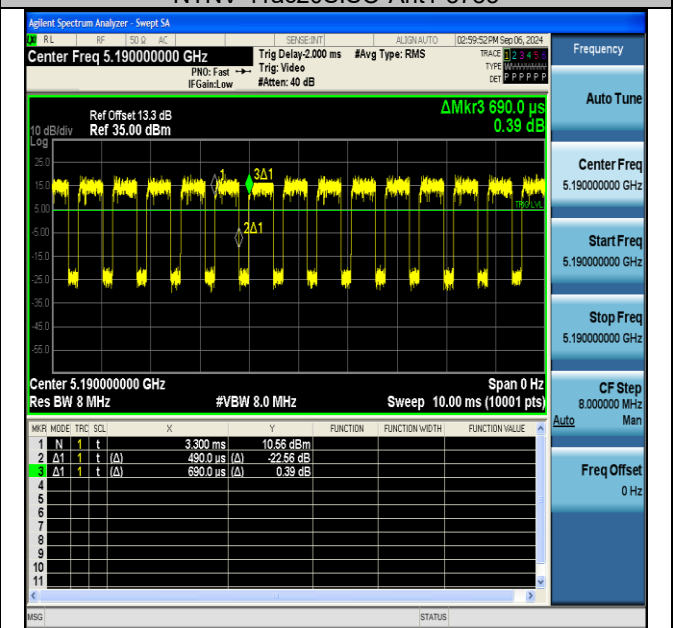 Agilent Spectrum Analyzer - Swept SA
RL RF 50 Ω AC SENSE:INT ALIGN AUTO 02:59:52 PM Sep 06, 2024
Center Freq 5.190000000 GHz
Trig Delay-2.000 ms #Avg Type: RMS
TRACE 1 2 3 4 5 6
PNO: Fast Trig: Video
TYPE
IFGain:Low #Atten: 40 dB
DET P P P P P P
Frequency
Auto Tune
ΔMkr3 690.0 µs
0.39 dB
Ref Offset 13.3 dB
10 dB/div Ref 35.00 dBm
Log
25.0
15.0
5.00
-5.00
-15.0
-25.0
-35.0
-45.0
-55.0
1
3Δ1
2Δ1
TRIG LVL
Center Freq
5.190000000 GHz
Start Freq
5.190000000 GHz
Stop Freq
5.190000000 GHz
CF Step
8.000000 MHz
Auto Man
Freq Offset
0 Hz
Center 5.190000000 GHz Span 0 Hz
Res BW 8 MHz #VBW 8.0 MHz Sweep 10.00 ms (10001 pts)
MKR MODE TRC SCL X Y FUNCTION FUNCTION WIDTH FUNCTION VALUE
1 N 1 t 3.300 ms 10.56 dBm
2 Δ1 1 t (Δ) 490.0 µs (Δ) -22.56 dB
3 Δ1 1 t (Δ) 690.0 µs (Δ) 0.39 dB
4
5
6
7
8
9
10
11
MSG STATUS